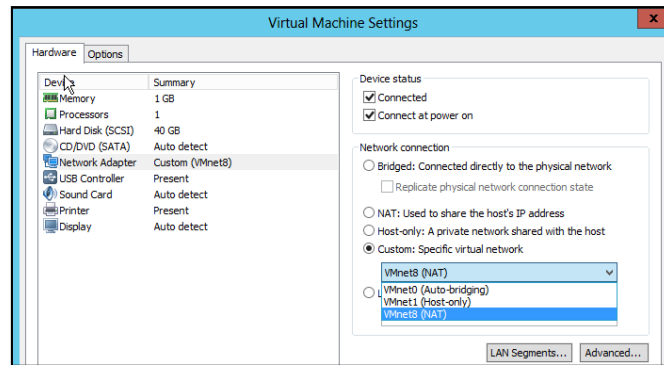 Virtual Machine Settings
x
Hardware Options
Device Summary
Memory 1 GB
Processors 1
Hard Disk (SCSI) 40 GB
CD/DVD (SATA) Auto detect
Network Adapter Custom (VMnet8)
USB Controller Present
Sound Card Auto detect
Printer Present
Display Auto detect
Device status
Connected
Connect at power on
Network connection
Bridged: Connected directly to the physical network
Replicate physical network connection state
NAT: Used to share the host's IP address
Host-only: A private network shared with the host
Custom: Specific virtual network
VMnet8 (NAT)
VMnet0 (Auto-bridging)
VMnet1 (Host-only)
VMnet8 (NAT)
LAN Segments... Advanced...